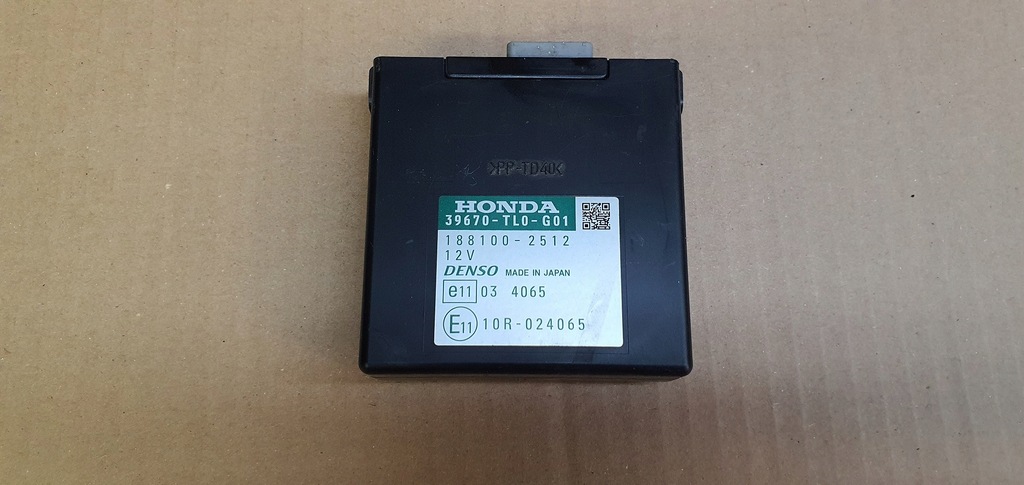 >PP-TD40<
HONDA
39670-TL0-G01
188100-2512
12V
DENSO MADE IN JAPAN
e11 03 4065
E11 10R-024065